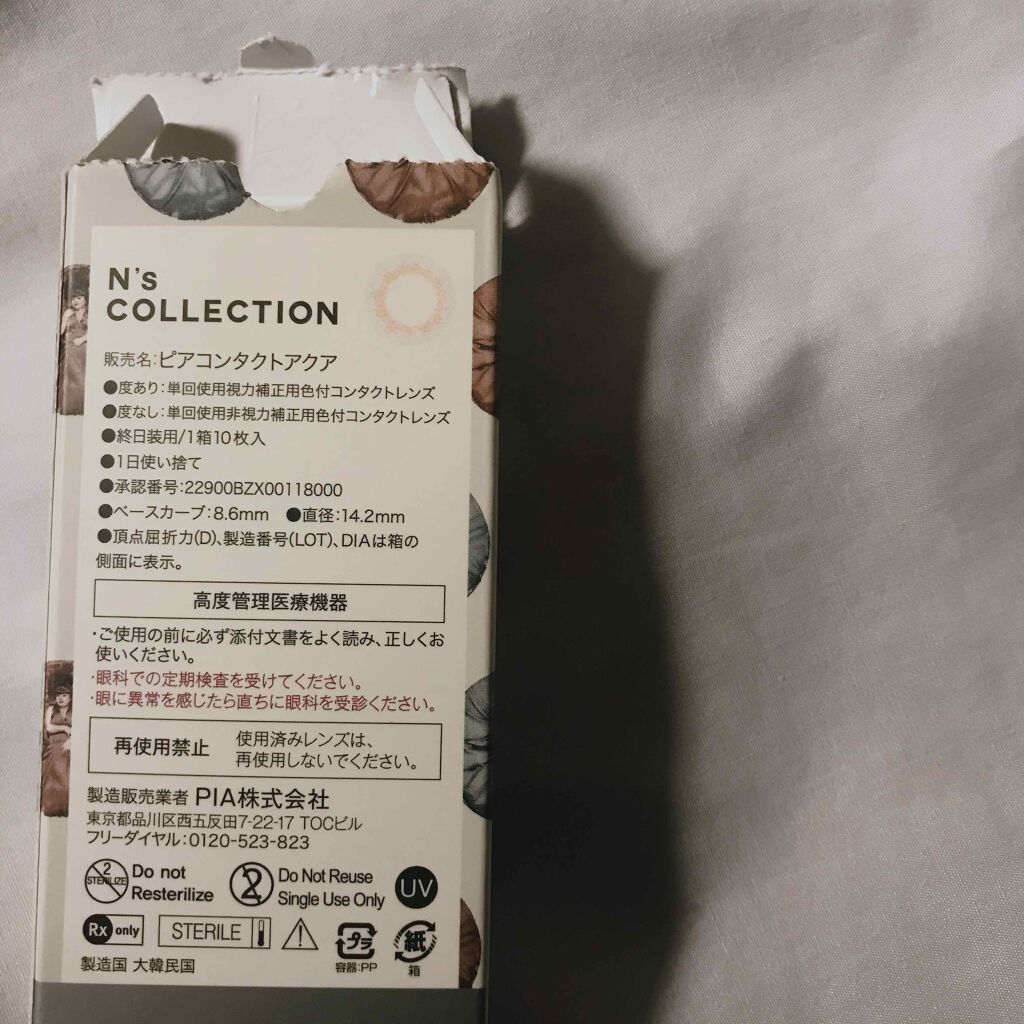 N's
COLLECTION
販売名:ピアコンタクトアクア
●度あり:単回使用視力補正用色付コンタクトレンズ
●度なし:単回使用非視力補正用色付コンタクトレンズ
●終日装用/1箱10枚入
●1日使い捨て
●承認番号:22900BZX00118000
●ベースカーブ:8.6mm ●直径:14.2mm
●頂点屈折力(D)、製造番号(LOT)、DIAは箱の
側面に表示。
高度管理医療機器
・ご使用の前に必ず添付文書をよく読み、正しくお
使いください。
・眼科での定期検査を受けてください。
・眼に異常を感じたら直ちに眼科を受診ください。
再使用禁止
使用済みレンズは、
再使用しないでください。
製造販売業者 PIA株式会社
東京都品川区西五反田7-22-17 TOCビル
フリーダイヤル:0120-523-823
2 STERILIZE
Do not
Resterilize
2
Do Not Reuse
Single Use Only
UV
Rx only
STERILE
プラ
容器:PP
紙
箱
製造国 大韓民国